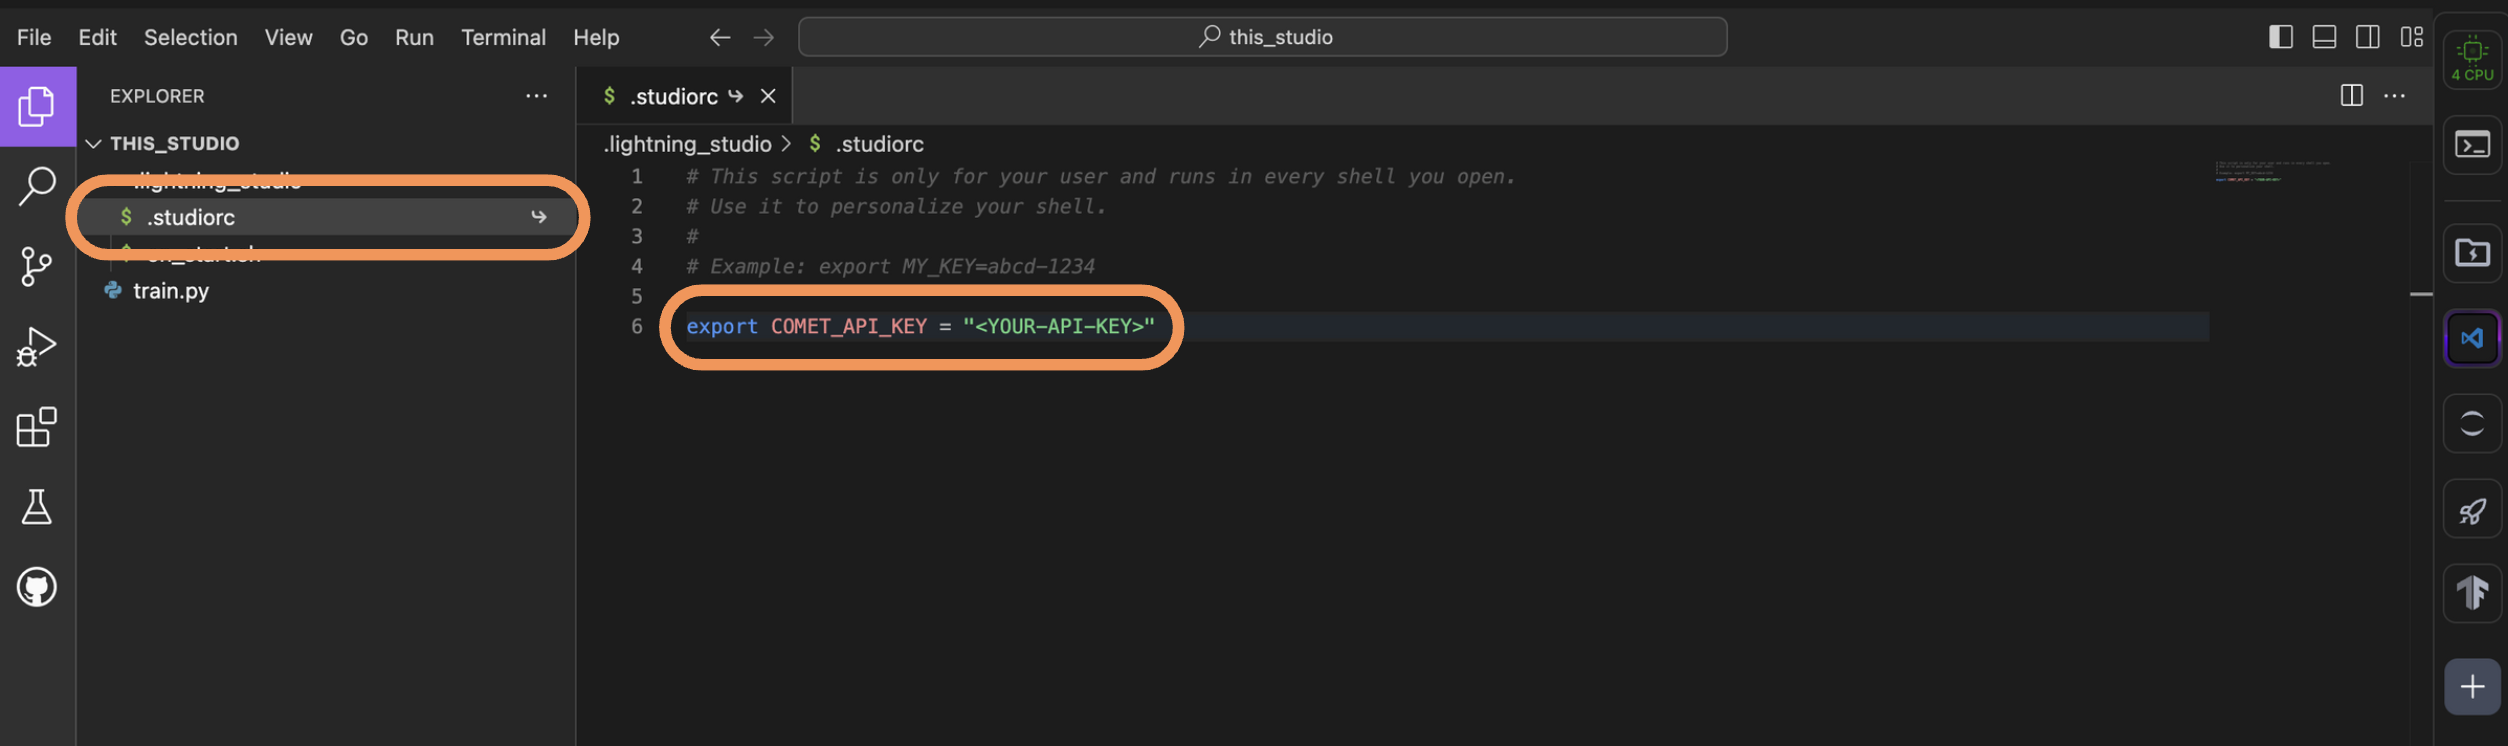 File Edit Selection View Go Run Terminal Help
this_studio
4 CPU
EXPLORER
THIS_STUDIO
.lightning_studio
$ .studiorc
train.py
$ .studiorc
.lightning_studio > $ .studiorc
1 # This script is only for your user and runs in every shell you open.
2 # Use it to personalize your shell.
3 #
4 # Example: export MY_KEY=abcd-1234
5
6 export COMET_API_KEY = "<YOUR-API-KEY>"